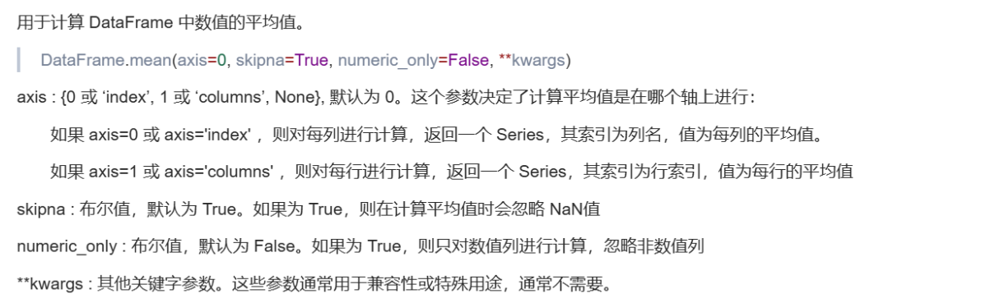 用于计算 DataFrame 中数值的平均值。
DataFrame.mean(axis=0, skipna=True, numeric_only=False, **kwargs)
axis : {0 或 ‘index’, 1 或 ‘columns’, None}, 默认为 0。这个参数决定了计算平均值是在哪个轴上进行：
如果 axis=0 或 axis='index' ，则对每列进行计算，返回一个 Series，其索引为列名，值为每列的平均值。
如果 axis=1 或 axis='columns' ，则对每行进行计算，返回一个 Series，其索引为行索引，值为每行的平均值
skipna : 布尔值，默认为 True。如果为 True，则在计算平均值时会忽略 NaN值
numeric_only : 布尔值，默认为 False。如果为 True，则只对数值列进行计算，忽略非数值列
**kwargs : 其他关键字参数。这些参数通常用于兼容性或特殊用途，通常不需要。